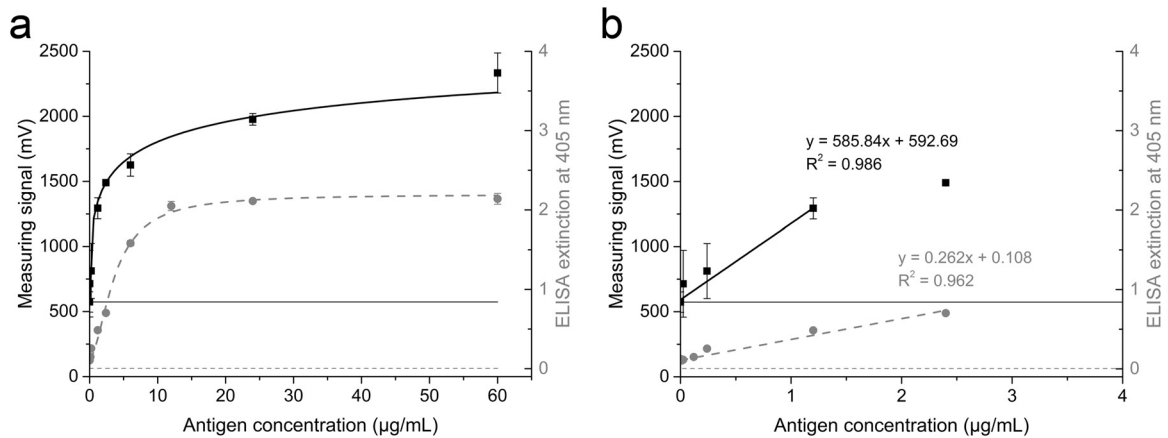 a
2500
2000
1500
1000
500
0
Measuring signal (mV)
4
3
2
1
0
ELISA extinction at 405 nm
0 10 20 30 40 50 60
Antigen concentration (µg/mL)
b
2500
2000
1500
1000
500
0
Measuring signal (mV)
y = 585.84x + 592.69
R² = 0.986
y = 0.262x + 0.108
R² = 0.962
4
3
2
1
0
ELISA extinction at 405 nm
0 1 2 3 4
Antigen concentration (µg/mL)